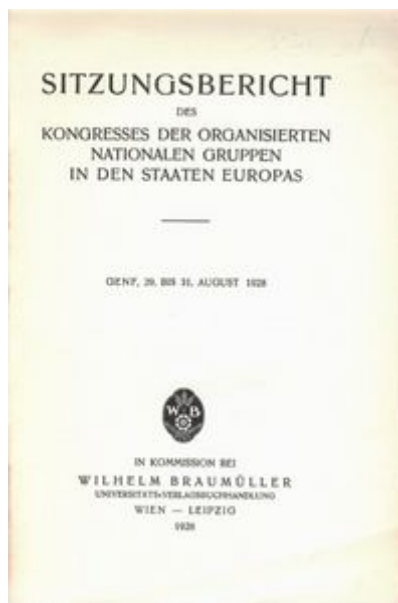 SITZUNGSBERICHT
DES
KONGRESSES DER ORGANISIERTEN
NATIONALEN GRUPPEN
IN DEN STAATEN EUROPAS
GENF, 29. BIS 31. AUGUST 1928
W B
IN KOMMISSION BEI
WILHELM BRAUMÜLLER
UNIVERSITÄTS-VERLAGSBUCHHANDLUNG
WIEN — LEIPZIG
1928